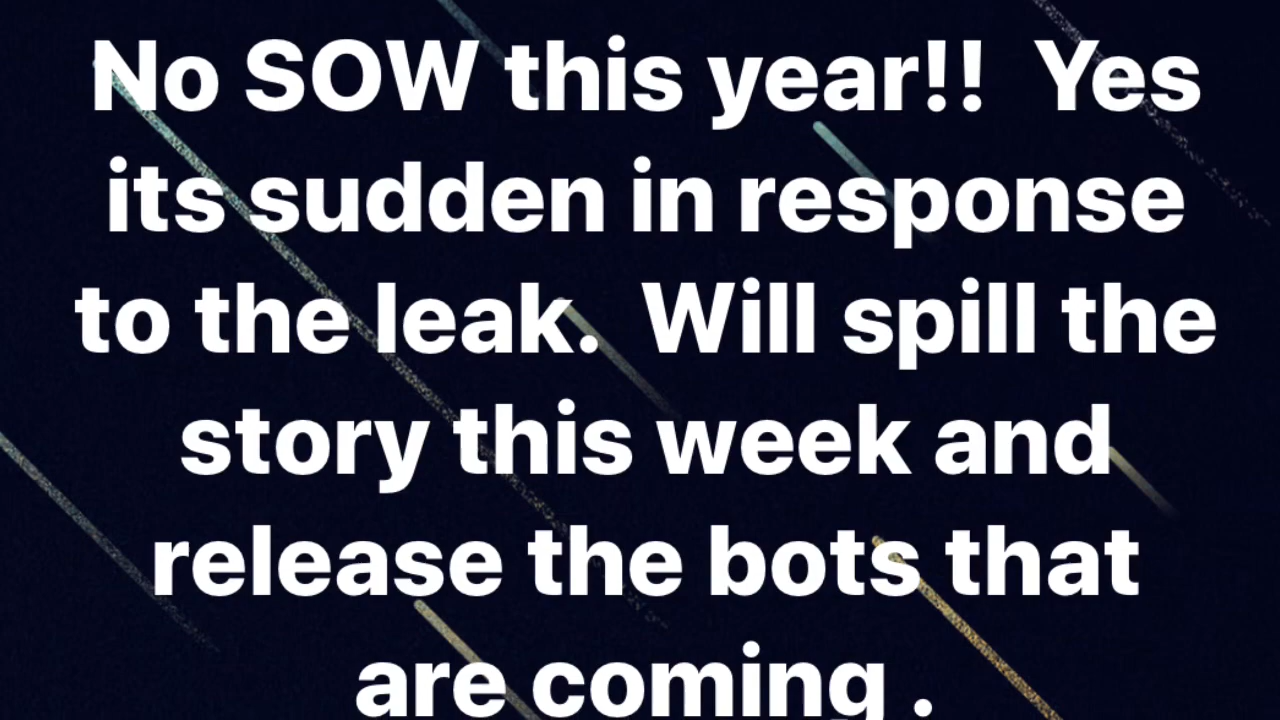 No SOW this year!!  Yes
its sudden in response
to the leak.  Will spill the
story this week and
release the bots that
are coming .